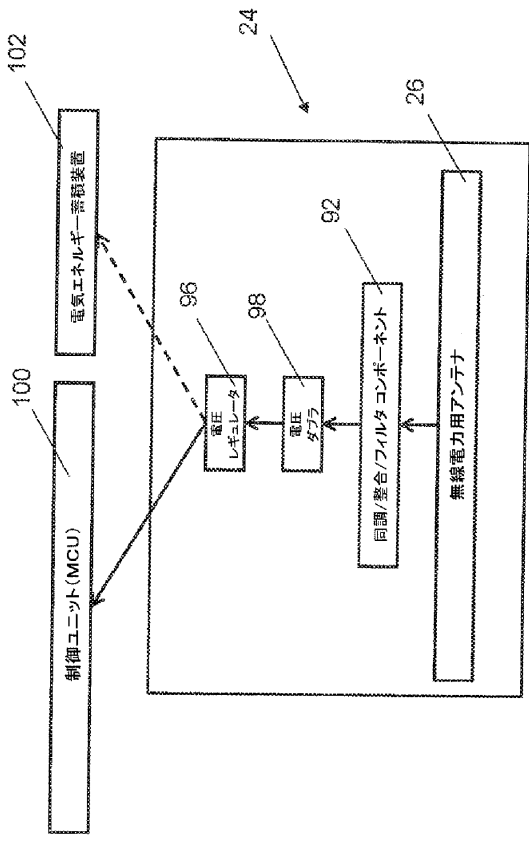 100
102
制御ユニット(MCU)
電気エネルギー蓄積装置
24
96
電圧
レギュレータ
98
電圧
ダブラ
92
同調/整合/フィルタ コンポーネント
26
無線電力用アンテナ